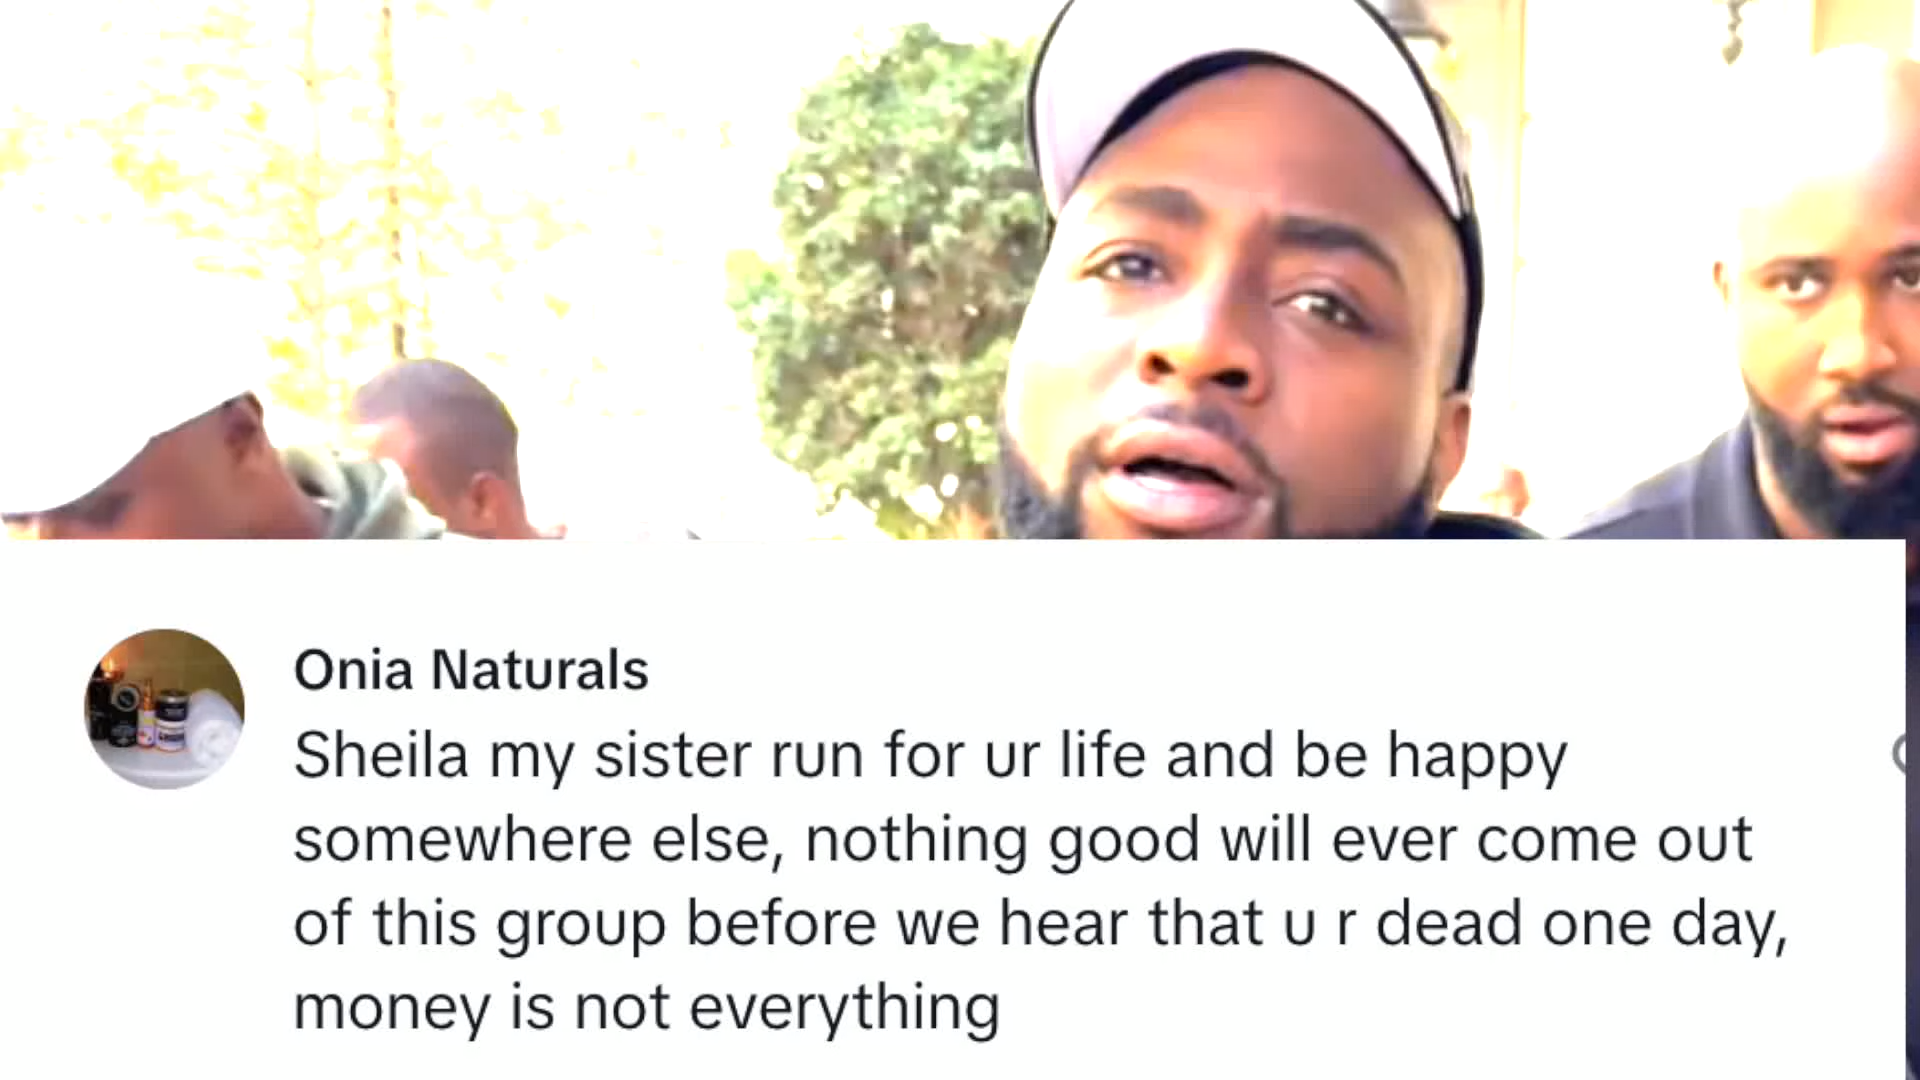 Onia Naturals
Sheila my sister run for ur life and be happy
somewhere else, nothing good will ever come out
of this group before we hear that u r dead one day,
money is not everything